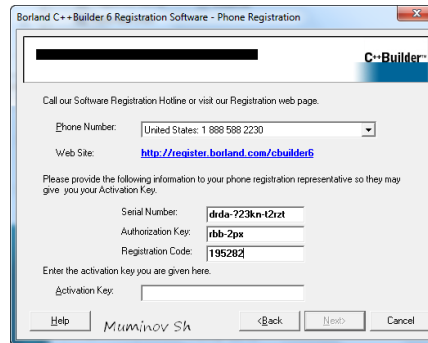 Borland C++Builder 6 Registration Software - Phone Registration
C++Builder™
Call our Software Registration Hotline or visit our Registration web page.
Phone Number: United States: 1 888 588 2230
Web Site: http://register.borland.com/cbuilder6
Please provide the following information to your phone registration representative so they may
give you your Activation Key.
Serial Number: drda-?23kn-t2rzt
Authorization Key: rbb-2px
Registration Code: 195282
Enter the activation key you are given here.
Activation Key:
Help Muminov Sh <Back Next> Cancel